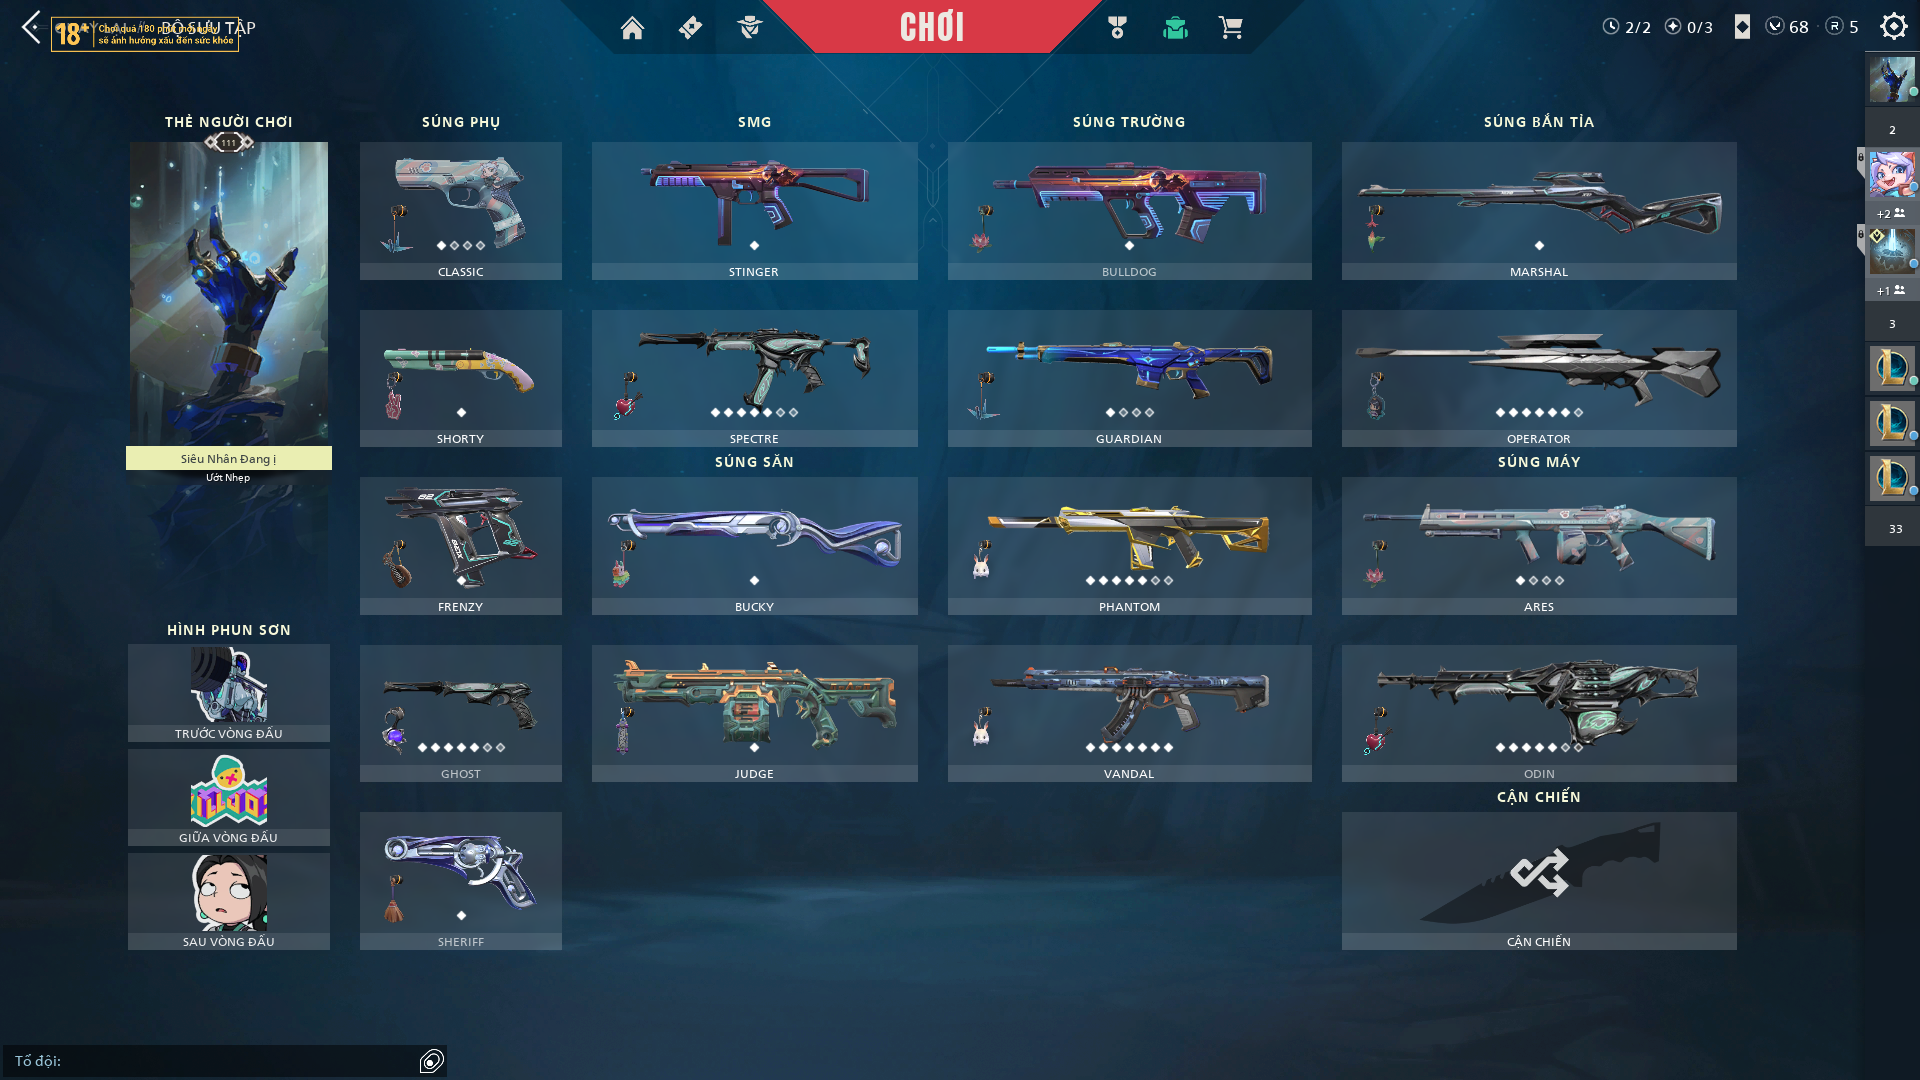 BỘ SƯU TẬP
18+
Chơi quá 180 phút một ngày
sẽ ảnh hưởng xấu đến sức khỏe
CHƠI
2/2
0/3
68
5
THẺ NGƯỜI CHƠI
SÚNG PHỤ
SMG
SÚNG TRƯỜNG
SÚNG BẮN TỈA
111
CLASSIC
STINGER
BULLDOG
MARSHAL
2
+2
+1
3
SHORTY
SPECTRE
GUARDIAN
OPERATOR
Siêu Nhân Đang ị
Ướt Nhẹp
SÚNG SĂN
SÚNG MÁY
33
FRENZY
BUCKY
PHANTOM
ARES
HÌNH PHUN SƠN
TRƯỚC VÒNG ĐẤU
GHOST
JUDGE
VANDAL
ODIN
CẬN CHIẾN
GIỮA VÒNG ĐẤU
SAU VÒNG ĐẤU
SHERIFF
CẬN CHIẾN
Tổ đội: